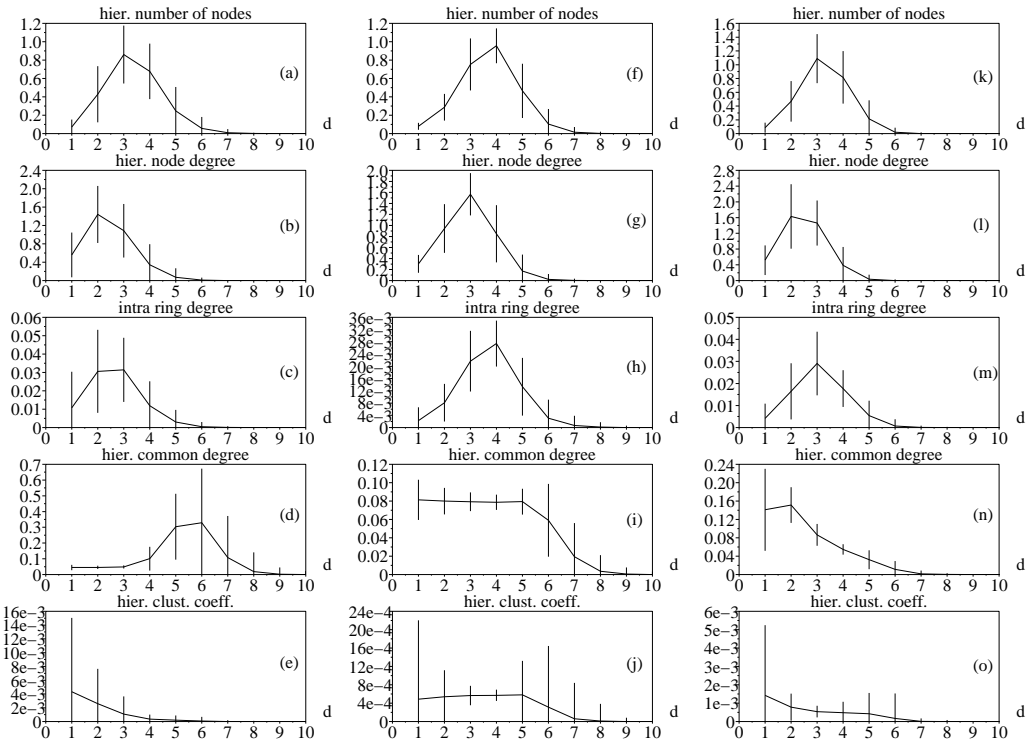 hier. number of nodes
1.2
1.0
0.8
0.6
0.4
0.2
0
(a)
d
0 1 2 3 4 5 6 7 8 9 10
hier. number of nodes
1.2
1.0
0.8
0.6
0.4
0.2
0
(f)
d
0 1 2 3 4 5 6 7 8 9 10
hier. number of nodes
1.6
1.4
1.2
1.0
0.8
0.6
0.4
0.2
0
(k)
d
0 1 2 3 4 5 6 7 8 9 10
hier. node degree
2.4
2.0
1.6
1.2
0.8
0.4
0
(b)
d
0 1 2 3 4 5 6 7 8 9 10
hier. node degree
2.0
1.8
1.6
1.4
1.2
1.0
0.8
0.6
0.4
0.2
0
(g)
d
0 1 2 3 4 5 6 7 8 9 10
hier. node degree
2.8
2.4
2.0
1.6
1.2
0.8
0.4
0
(l)
d
0 1 2 3 4 5 6 7 8 9 10
intra ring degree
0.06
0.05
0.04
0.03
0.02
0.01
0
(c)
d
0 1 2 3 4 5 6 7 8 9 10
intra ring degree
36e−3
32e−3
28e−3
24e−3
20e−3
16e−3
12e−3
8e−3
4e−3
0
(h)
d
0 1 2 3 4 5 6 7 8 9 10
intra ring degree
0.05
0.04
0.03
0.02
0.01
0
(m)
d
0 1 2 3 4 5 6 7 8 9 10
hier. common degree
0.7
0.6
0.5
0.4
0.3
0.2
0.1
0
(d)
d
0 1 2 3 4 5 6 7 8 9 10
hier. common degree
0.12
0.10
0.08
0.06
0.04
0.02
0
(i)
d
0 1 2 3 4 5 6 7 8 9 10
hier. common degree
0.24
0.20
0.16
0.12
0.08
0.04
0
(n)
d
0 1 2 3 4 5 6 7 8 9 10
hier. clust. coeff.
16e−3
14e−3
12e−3
10e−3
8e−3
6e−3
4e−3
2e−3
0
(e)
d
0 1 2 3 4 5 6 7 8 9 10
hier. clust. coeff.
24e−4
20e−4
16e−4
12e−4
8e−4
4e−4
0
(j)
d
0 1 2 3 4 5 6 7 8 9 10
hier. clust. coeff.
6e−3
5e−3
4e−3
3e−3
2e−3
1e−3
0
(o)
d
0 1 2 3 4 5 6 7 8 9 10